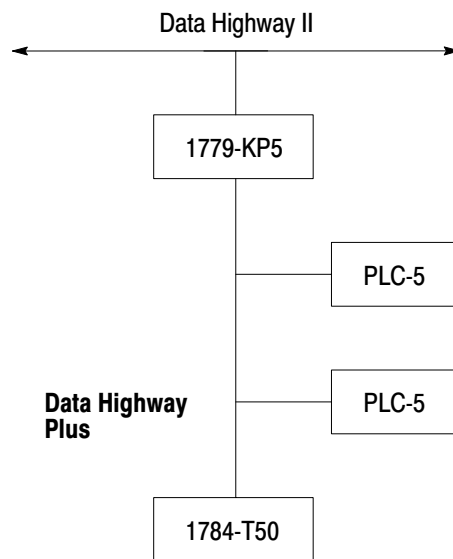 Data Highway II
1779-KP5
PLC-5
PLC-5
Data Highway
Plus
1784-T50